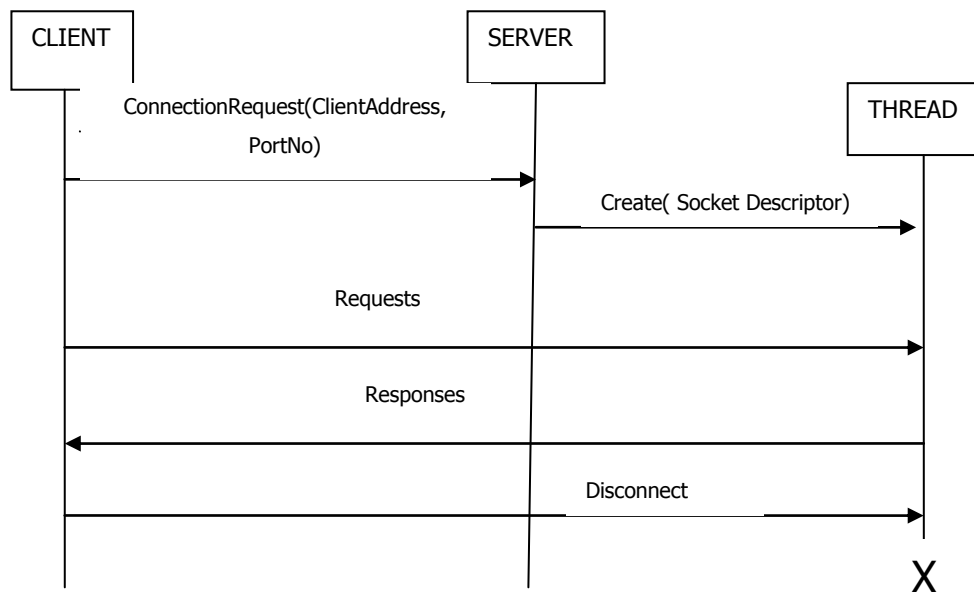 CLIENT
SERVER
THREAD
ConnectionRequest(ClientAddress,
PortNo)
Create( Socket Descriptor)
Requests
Responses
Disconnect
X